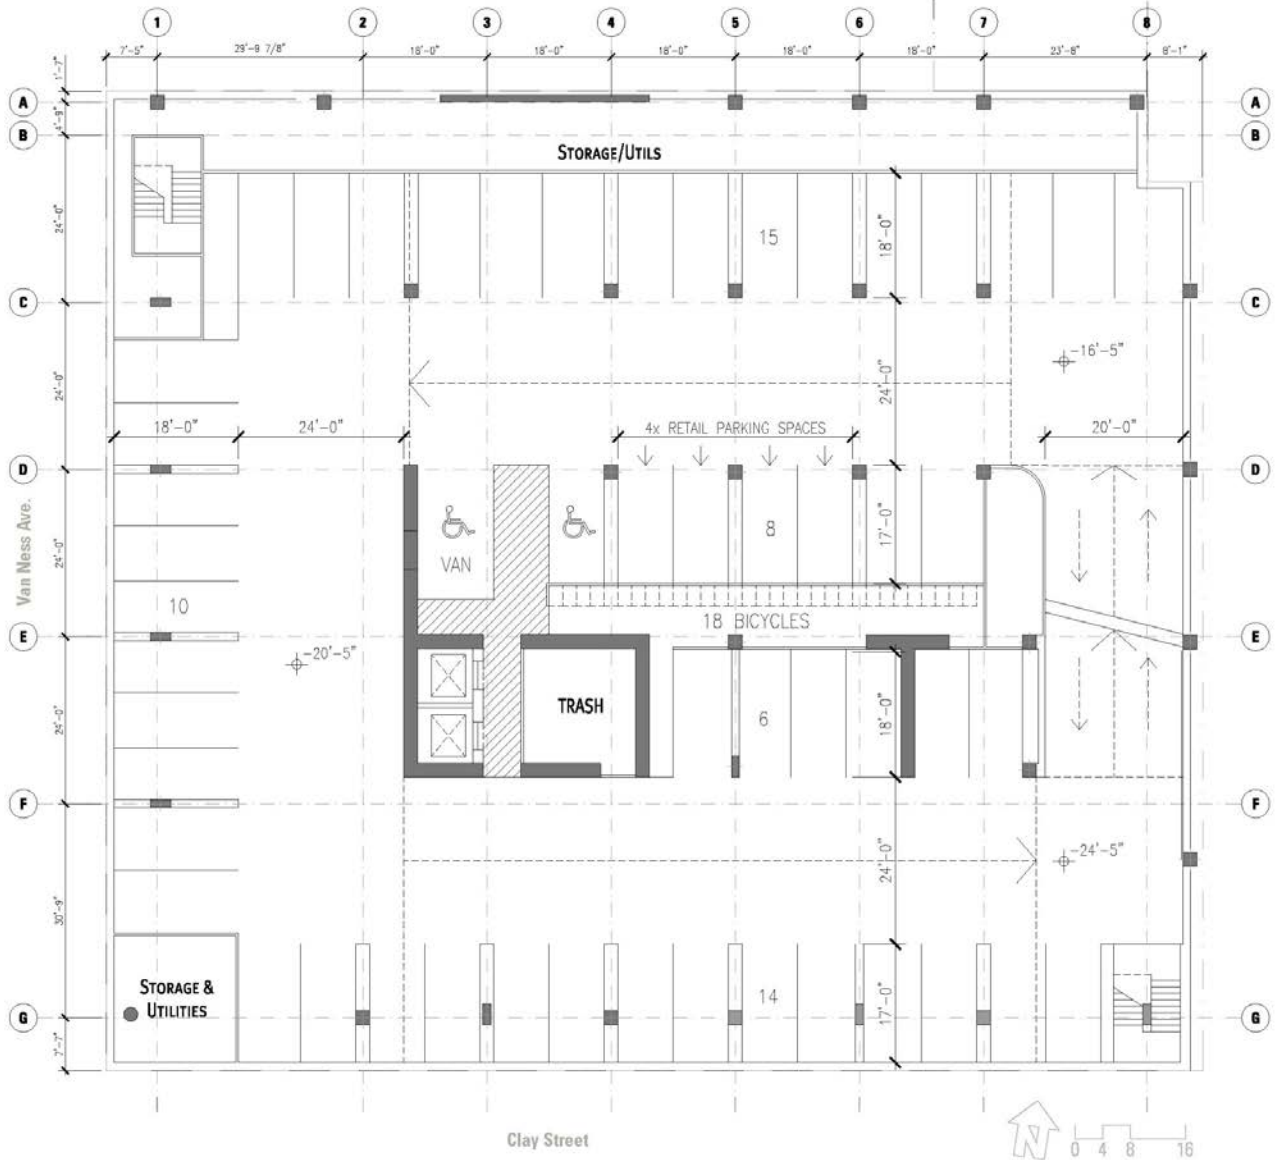 1 2 3 4 5 6 7 8
7'-5" 29'-9 7/8" 18'-0" 18'-0" 18'-0" 18'-0" 18'-0" 23'-8" 8'-1"
1'-7"
A A
4'-9"
B B
STORAGE/UTILS
24'-0"
15
18'-0"
C C
-16'-5"
24'-0"
24'-0"
18'-0" 24'-0" 4x RETAIL PARKING SPACES 20'-0"
D D
Van Ness Ave.
24'-0"
8
17'-0"
VAN
10
18 BICYCLES
E E
-20'-5"
24'-0"
TRASH
6
18'-0"
F F
-24'-5"
24'-0"
30'-9"
STORAGE &
UTILITIES
14
17'-0"
G G
7'-7"
Clay Street
N
0 4 8 16